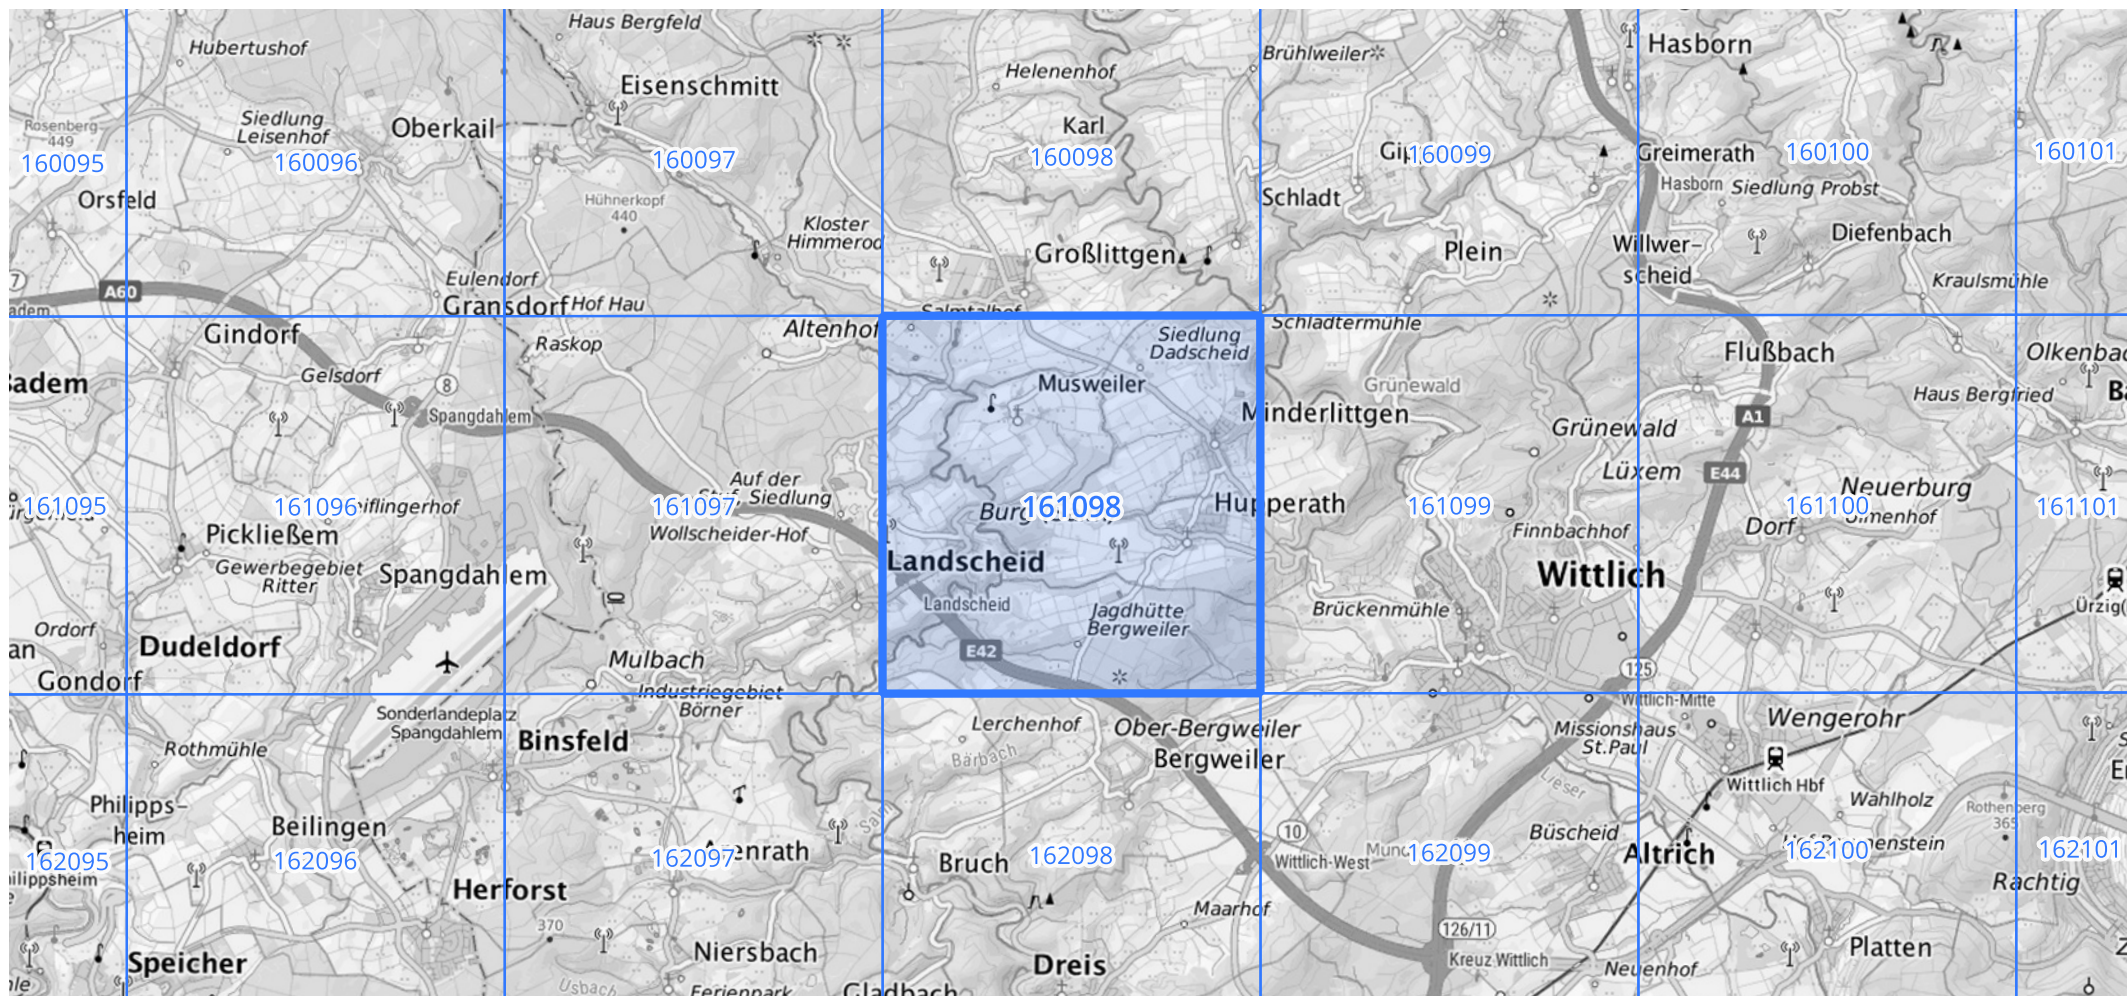 Haus Bergfeld
Hubertushof
Eisenschmitt
Helenenhof
Brühlweiler
Hasborn
Rosenberg
449
Siedlung
Leisenhof
Oberkail
Karl
160095
160096
160097
160098
160099
Greimerath
160100
160101
Orsfeld
Hühnerkopf
440
Kloster
Himmerod
Schladt
Hasborn
Siedlung Probst
Großlittgen
Plein
Willwer-
scheid
Diefenbach
7
A60
Eulendorf
Gransdorf
Hof Hau
Kraulsmühle
Salmtalhof
Gindorf
Raskop
Altenhof
Siedlung
Dadscheid
Schladtermühle
Flußbach
Badem
Gelsdorf
8
Spangdahlem
Musweiler
Grünewald
Minderlittgen
Grünewald
A1
Haus Bergfried
Lüxem
E44
161095
161096
Auf der
Siedlung
161097
Wollscheider-Hof
161098
Hupperath
161099
Finnbachhof
Neuerburg
161100
Dorf
161101
Pickließem
Gewerbegebiet
Ritter
Spangdahlem
Landscheid
Landscheid
Jagdhütte
Bergweiler
Brückenmühle
Wittlich
Ordorf
Dudeldorf
Gondorf
Mulbach
E42
125
Industriegebiet
Börner
Wittlich-Mitte
Sonderlandeplatz
Spangdahlem
Rothmühle
Binsfeld
Lerchenhof
Bärbach
Ober-Bergweiler
Bergweiler
Missionshaus
St.Paul
Wengerohr
Lieser
Wittlich Hbf
Philipps-
heim
Beilingen
10
Wittlich-West
Büscheid
Wahlholz
Rothenberg
365
162095
162096
162097
162098
162099
Altrich
162100
162101
Herforst
Bruch
Rachtig
370
Niersbach
Maarhof
126/11
Kreuz Wittlich
Platten
Speicher
Usbach
Ferienpark
Gladbach
Dreis
Neuenhof